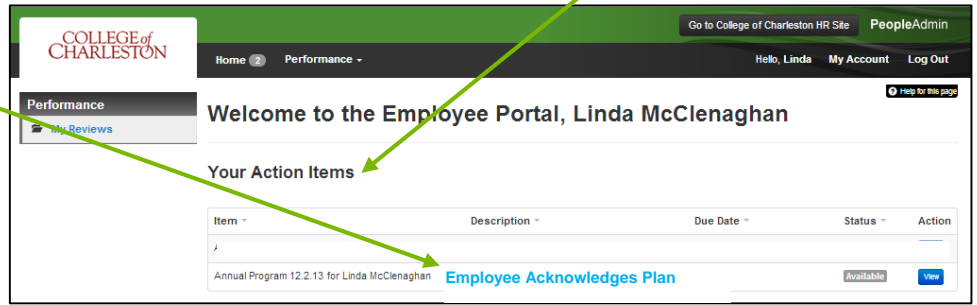 COLLEGE of
CHARLESTON
Go to College of Charleston HR Site PeopleAdmin
Home 2 Performance
Hello, Linda My Account Log Out
Help for this page
Performance
My Reviews
Welcome to the Employee Portal, Linda McClenaghan
Your Action Items
Item Description Due Date Status Action
Annual Program 12.2.13 for Linda McClenaghan Employee Acknowledges Plan Available View